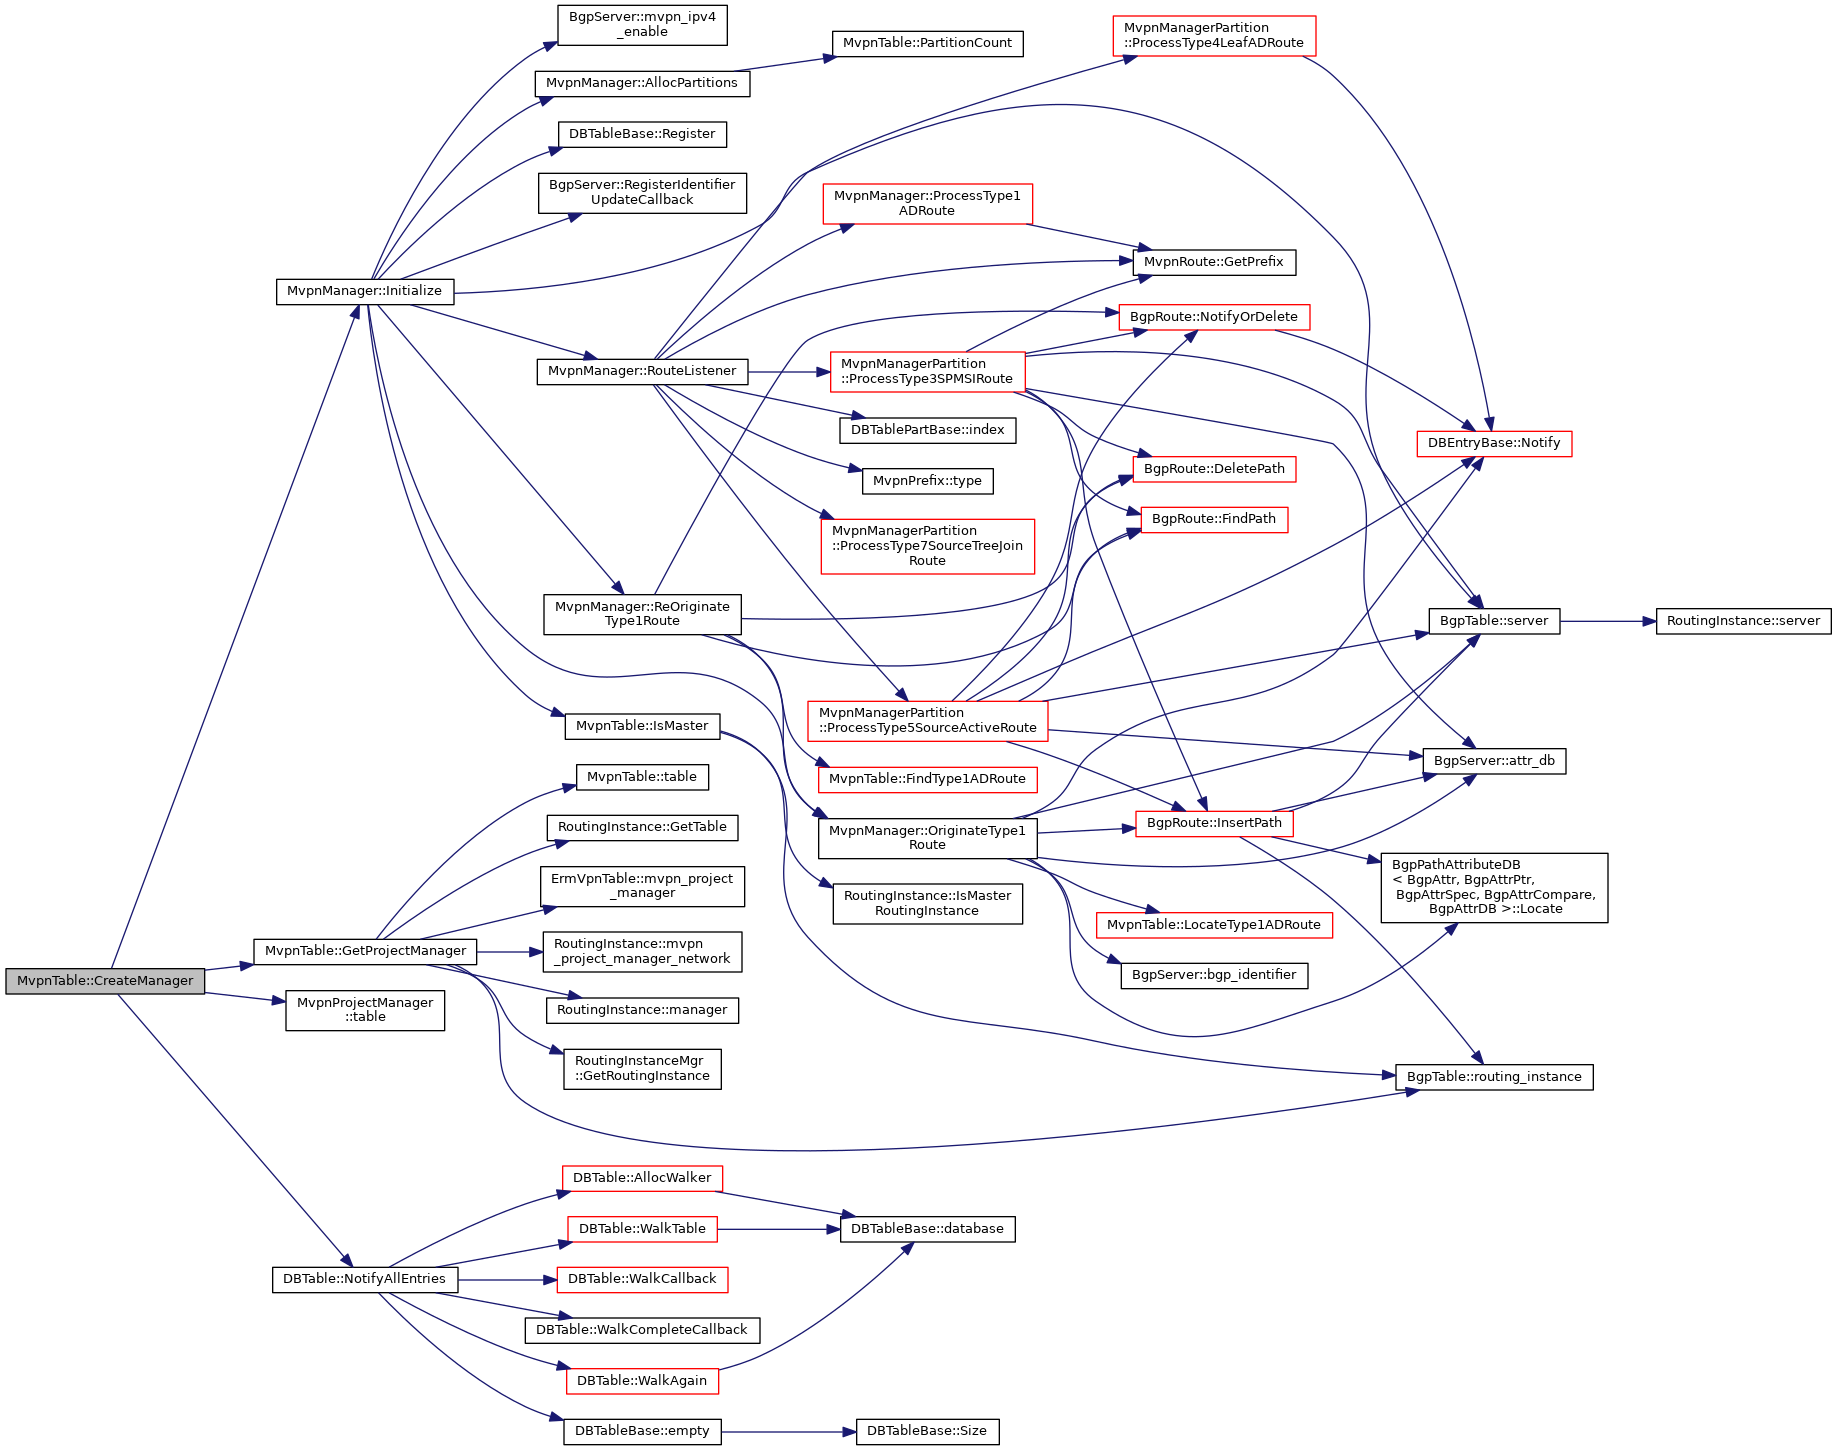 BgpServer::mvpn_ipv4
_enable
MvpnManager::AllocPartitions
DBTableBase::Register
BgpServer::RegisterIdentifier
UpdateCallback
MvpnManager::Initialize
MvpnManager::RouteListener
MvpnManager::ReOriginate
Type1Route
MvpnTable::IsMaster
MvpnTable::table
RoutingInstance::GetTable
ErmVpnTable::mvpn_project
_manager
MvpnTable::GetProjectManager
RoutingInstance::mvpn
_project_manager_network
MvpnTable::CreateManager
MvpnProjectManager
::table
RoutingInstance::manager
RoutingInstanceMgr
::GetRoutingInstance
DBTable::AllocWalker
DBTable::WalkTable
DBTable::NotifyAllEntries
DBTable::WalkCallback
DBTable::WalkCompleteCallback
DBTable::WalkAgain
DBTableBase::empty
MvpnTable::PartitionCount
MvpnManager::ProcessType1
ADRoute
MvpnManagerPartition
::ProcessType3SPMSIRoute
DBTablePartBase::index
MvpnPrefix::type
MvpnManagerPartition
::ProcessType7SourceTreeJoin
Route
MvpnManagerPartition
::ProcessType5SourceActiveRoute
MvpnTable::FindType1ADRoute
MvpnManager::OriginateType1
Route
RoutingInstance::IsMaster
RoutingInstance
DBTableBase::database
DBTableBase::Size
MvpnManagerPartition
::ProcessType4LeafADRoute
MvpnRoute::GetPrefix
BgpRoute::NotifyOrDelete
BgpRoute::DeletePath
BgpRoute::FindPath
BgpRoute::InsertPath
MvpnTable::LocateType1ADRoute
BgpServer::bgp_identifier
DBEntryBase::Notify
BgpTable::server
BgpServer::attr_db
BgpPathAttributeDB
< BgpAttr, BgpAttrPtr,
BgpAttrSpec, BgpAttrCompare,
BgpAttrDB >::Locate
BgpTable::routing_instance
RoutingInstance::server